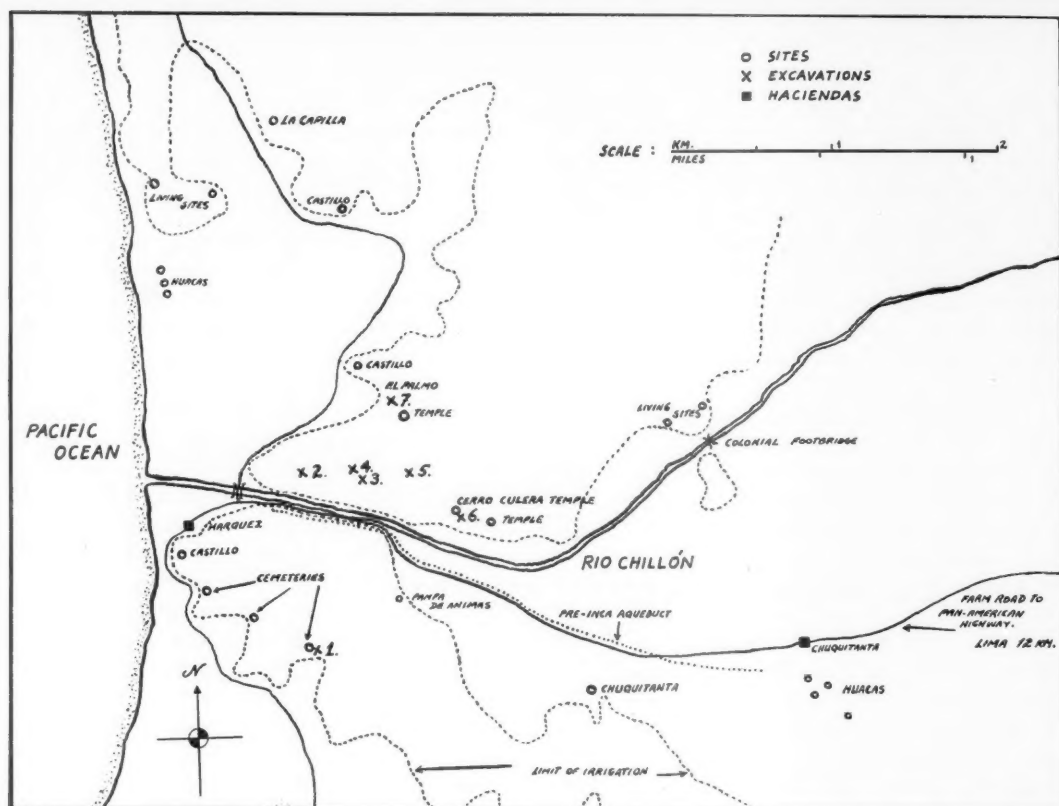 SITES
EXCAVATIONS
HACIENDAS
SCALE :
KM.
MILES
1
2
1
LA CAPILLA
CASTILLO
LIVING
SITES
HUACAS
CASTILLO
EL PALMO
7.
TEMPLE
LIVING
SITES
COLONIAL FOOTBRIDGE
PACIFIC
OCEAN
2.
4.
3.
5.
CERRO CULERA TEMPLE
6.
TEMPLE
MARQUEZ
CASTILLO
RIO CHILLÓN
CEMETERIES
PAMPA
DE ANIMAS
PRE-INCA AQUEBUCT
FARM ROAD TO
PAN-AMERICAN
HIGHWAY.
LIMA 12 KM.
1.
CHUQUITANTA
N
CHUQUITANTA
HUACAS
LIMIT OF IRRIGATION